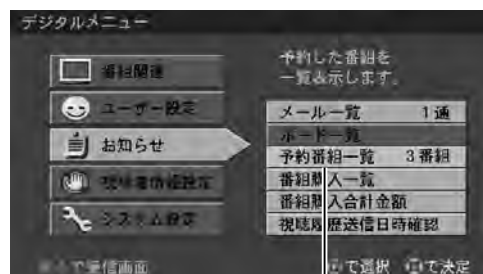 デジタルメニュー
予約した番組を
一覧表示します。
番組関連
ユーザー設定
お知らせ
システム設定
メール一覧 1通
ボード一覧
予約番組一覧 3番組
番組購入一覧
番組購入合計金額
視聴履歴送信日時確認
で選択 で決定